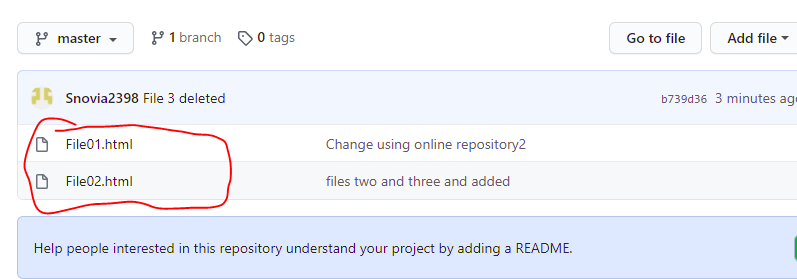 master 1 branch 0 tags Go to file Add file
Snovia2398 File 3 deleted b739d36 3 minutes ago
File01.html Change using online repository2
File02.html files two and three and added
Help people interested in this repository understand your project by adding a README.